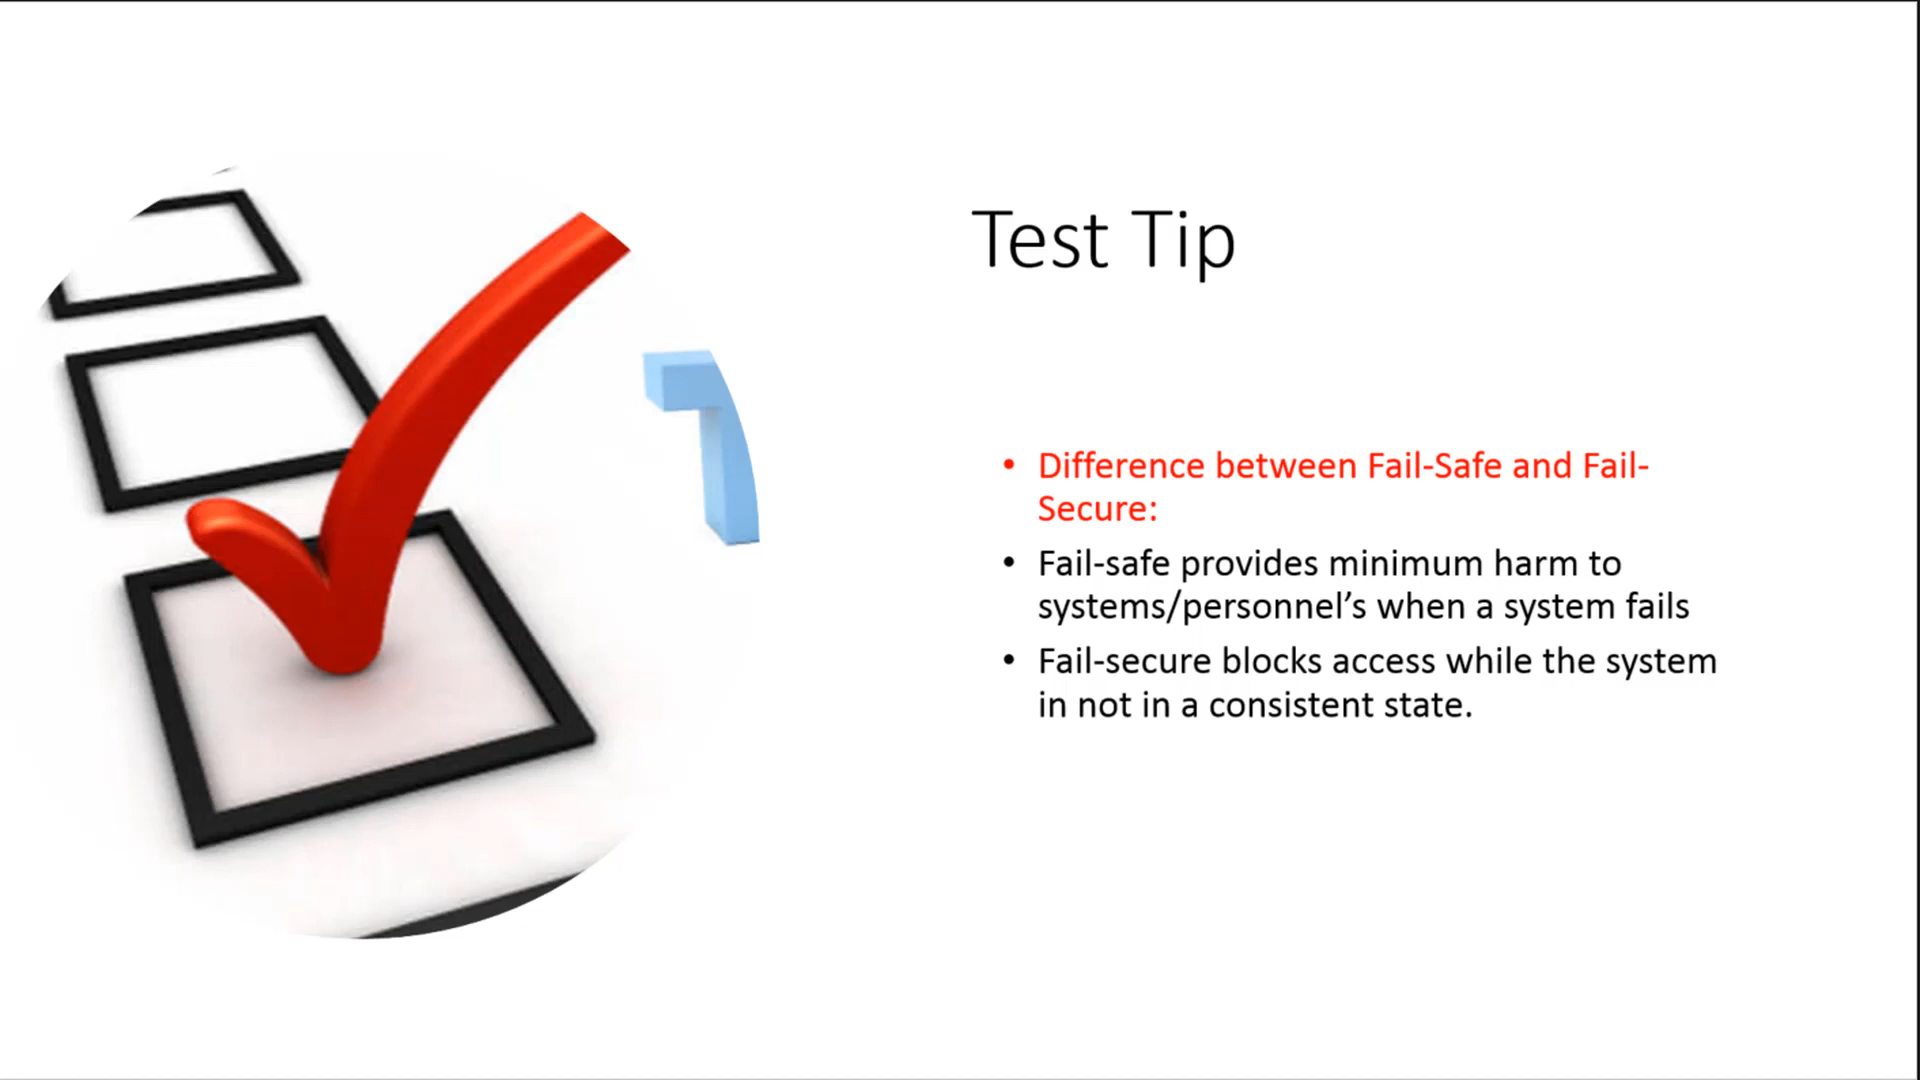 Test Tip
• Difference between Fail-Safe and Fail-
Secure:
• Fail-safe provides minimum harm to
systems/personnel’s when a system fails
• Fail-secure blocks access while the system
in not in a consistent state.